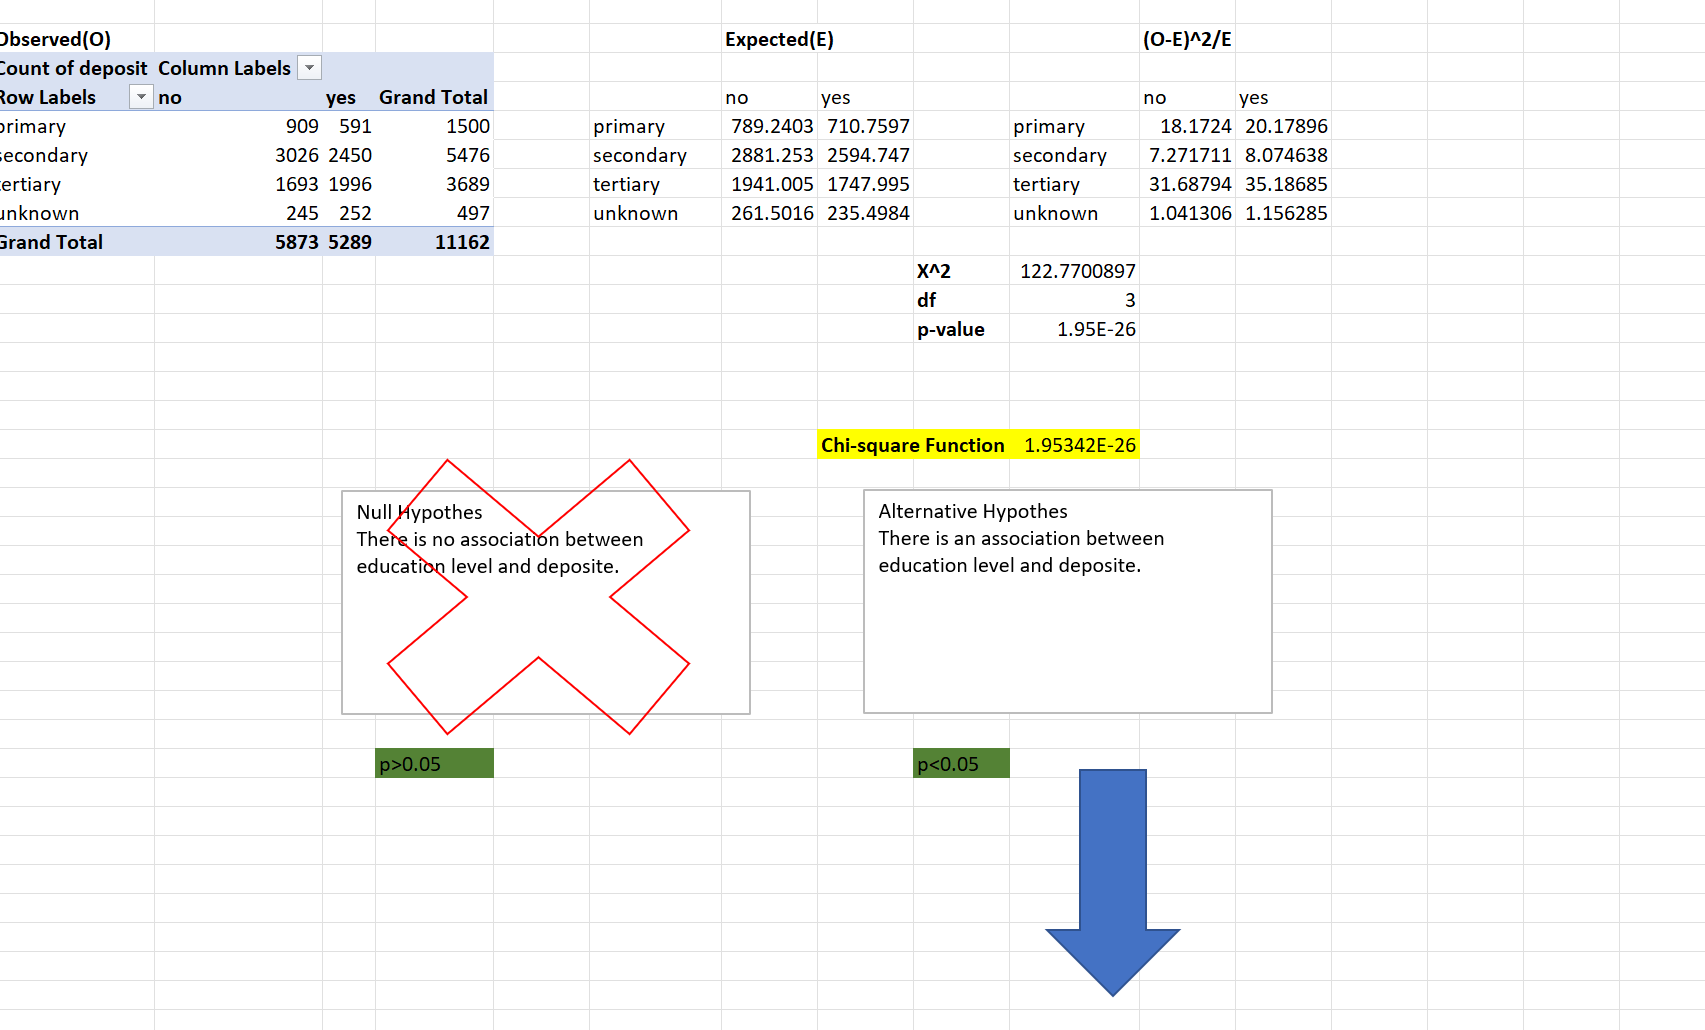 Observed(O) Expected(E) (O-E)^2/E
Count of deposit Column Labels
Row Labels no yes Grand Total no yes no yes
primary 909 591 1500 primary 789.2403 710.7597 primary 18.1724 20.17896
secondary 3026 2450 5476 secondary 2881.253 2594.747 secondary 7.271711 8.074638
tertiary 1693 1996 3689 tertiary 1941.005 1747.995 tertiary 31.68794 35.18685
unknown 245 252 497 unknown 261.5016 235.4984 unknown 1.041306 1.156285
Grand Total 5873 5289 11162
X^2 122.7700897
df 3
p-value 1.95E-26
Chi-square Function 1.95342E-26
Null Hypothes
There is no association between
education level and deposite.
Alternative Hypothes
There is an association between
education level and deposite.
p>0.05 p<0.05